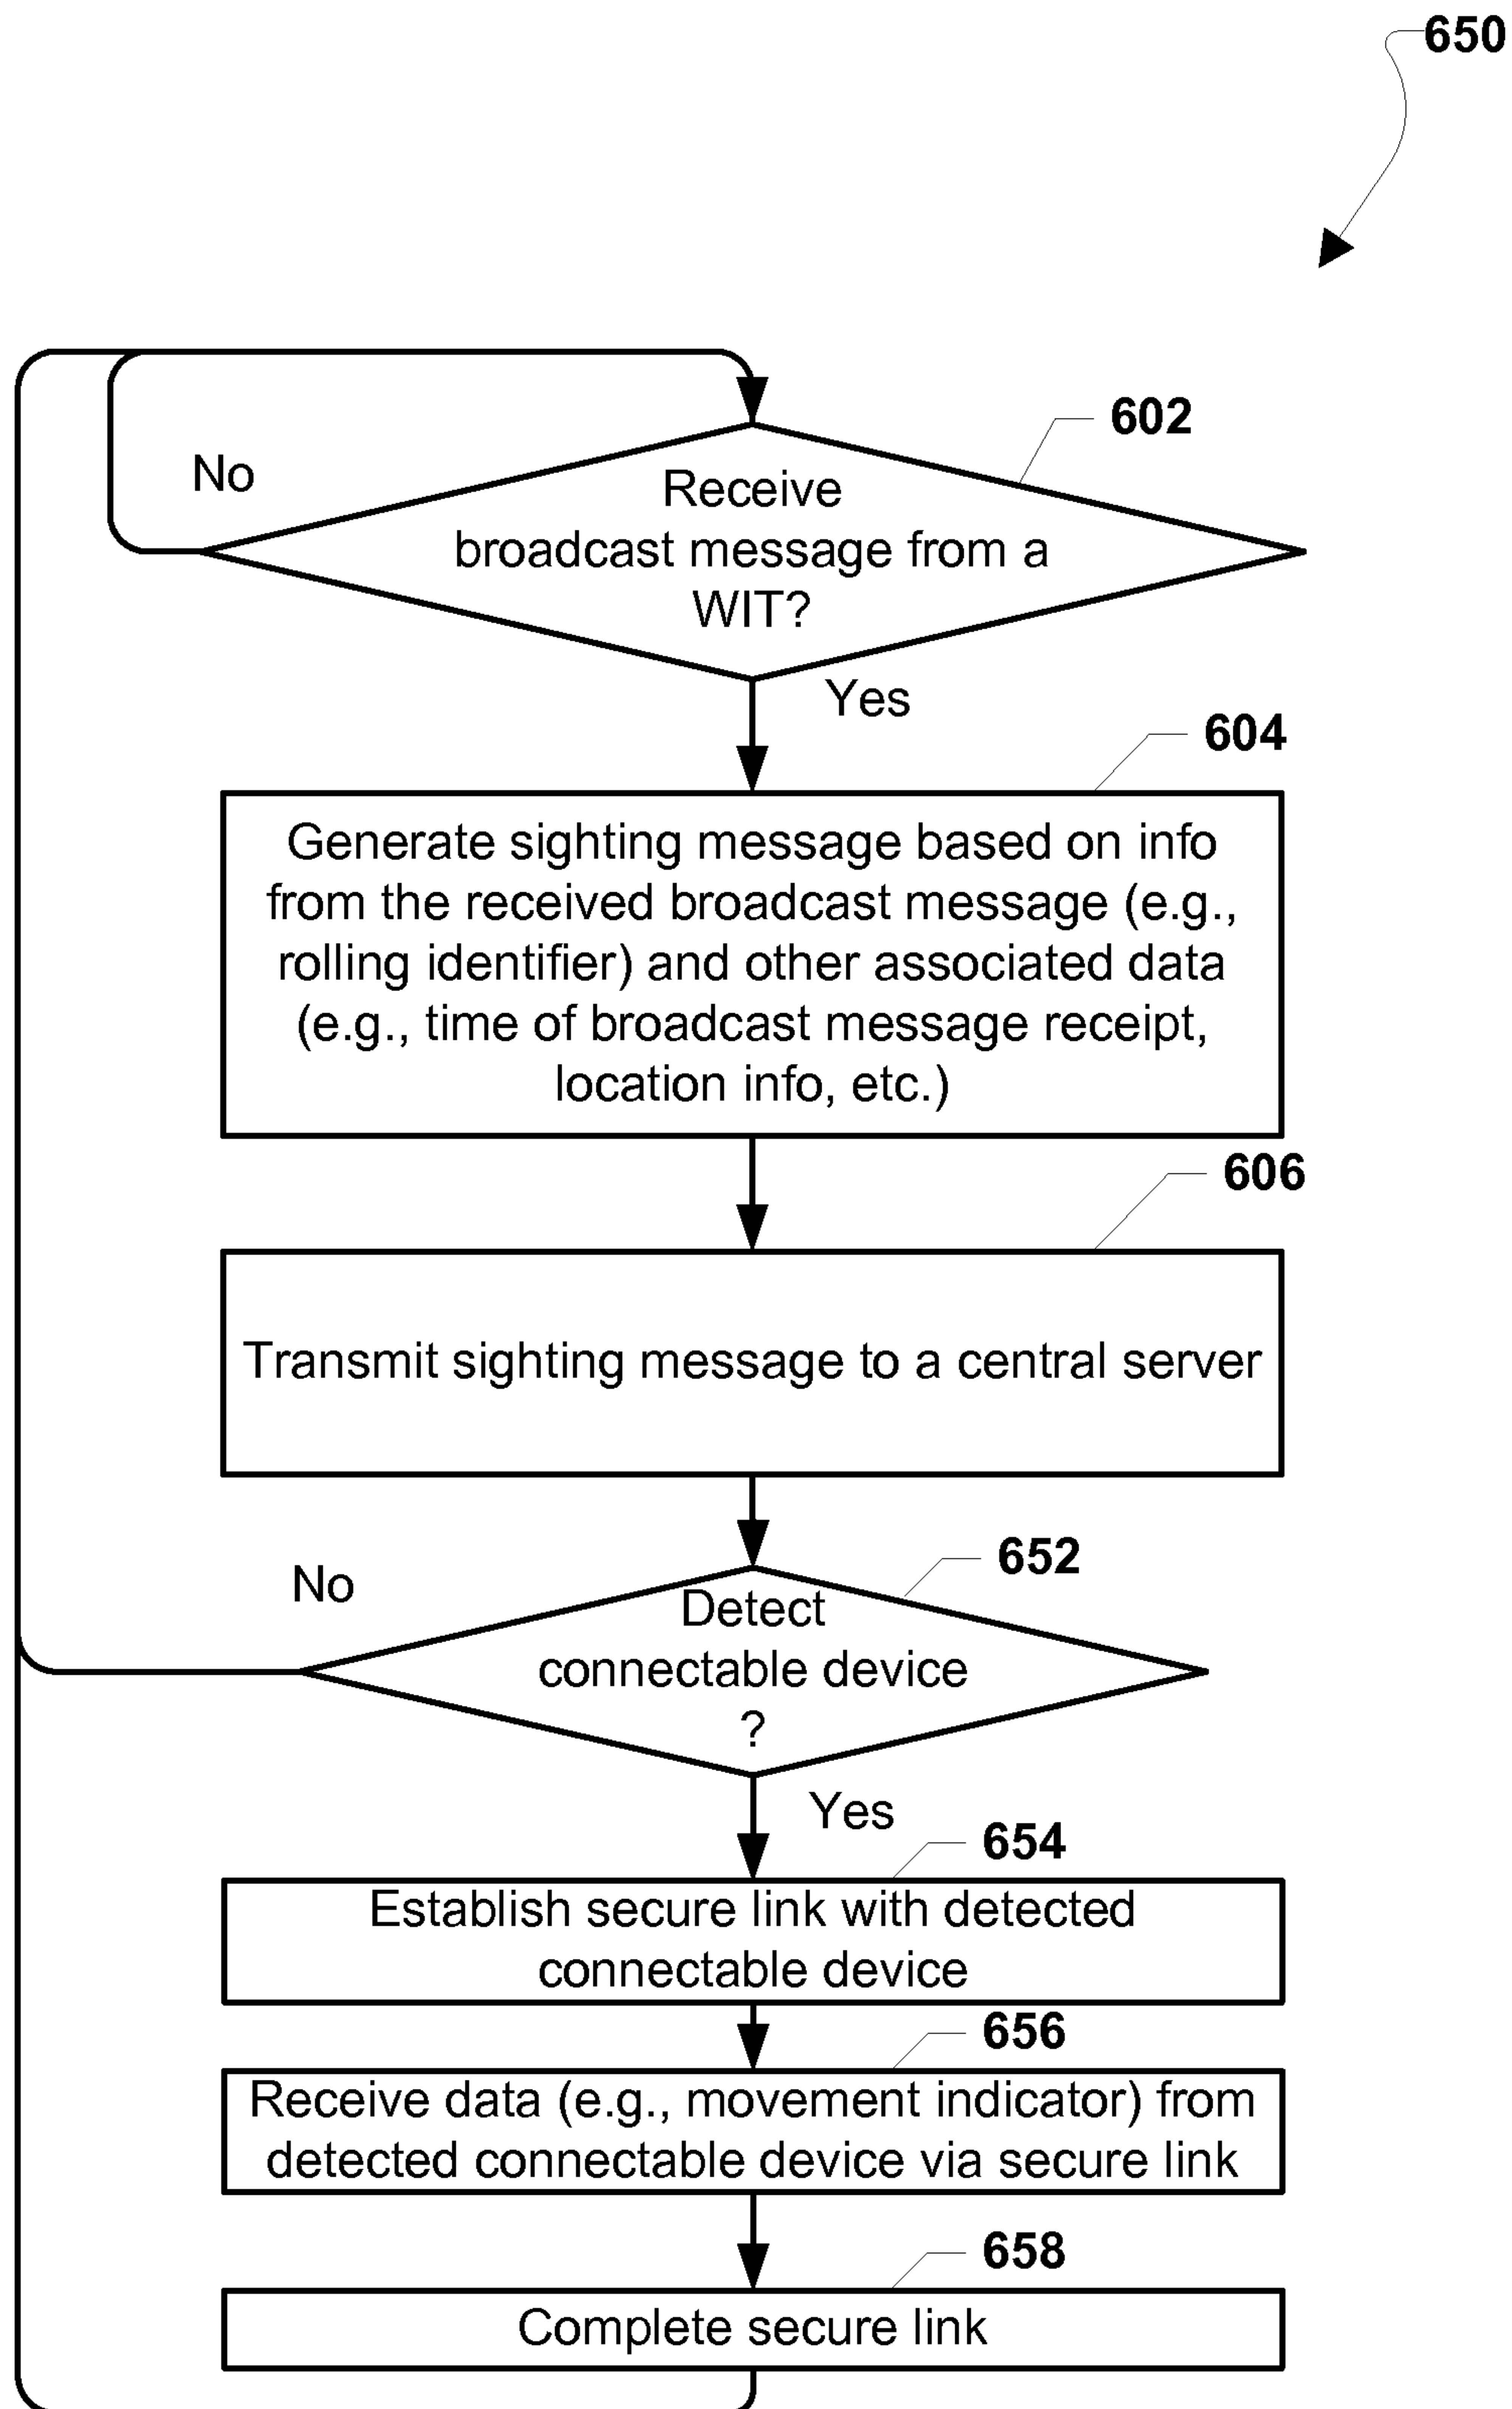 650
602
No
Receive
broadcast message from a
WIT?
Yes
604
Generate sighting message based on info
from the received broadcast message (e.g.,
rolling identifier) and other associated data
(e.g., time of broadcast message receipt,
location info, etc.)
606
Transmit sighting message to a central server
652
No
Detect
connectable device
?
Yes
654
Establish secure link with detected
connectable device
656
Receive data (e.g., movement indicator) from
detected connectable device via secure link
658
Complete secure link